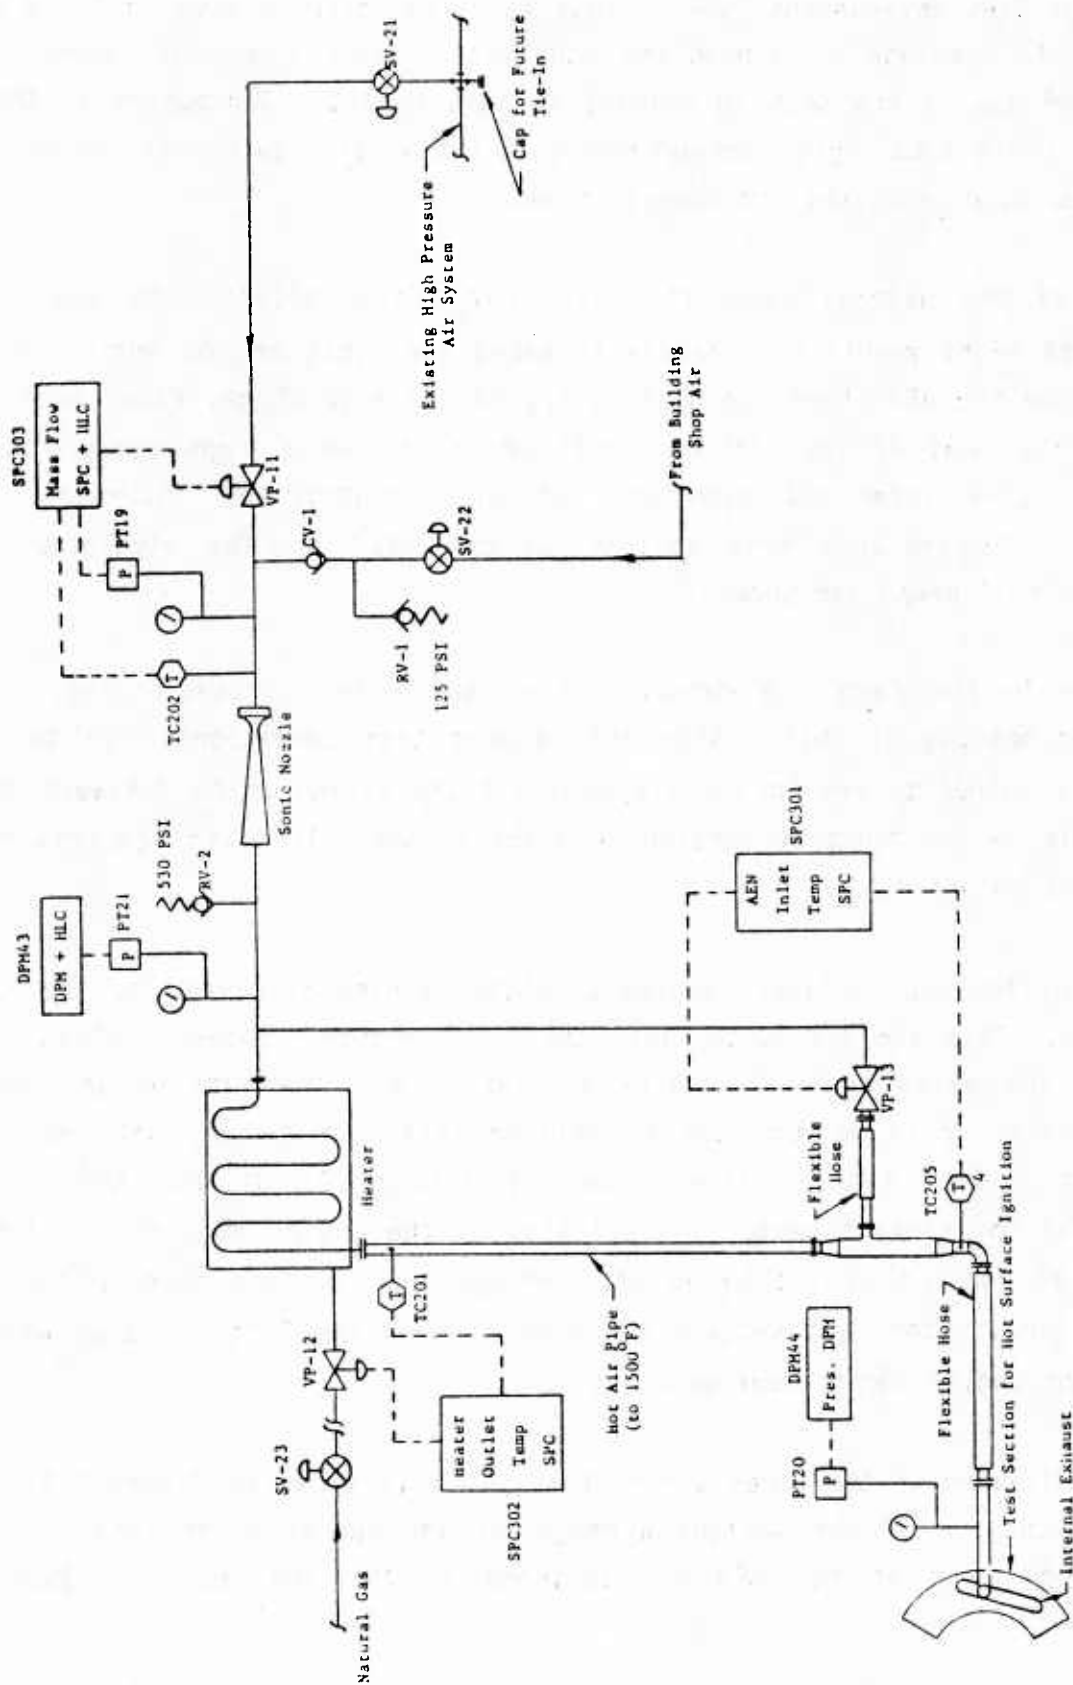 SV-21
Cap for Future
Tie-In
Existing High Pressure
Air System
From Building
Shop Air
SPC303
Mass Flow
SPC + HLC
PT19
P
VP-11
CV-1
SV-22
RV-1
125 PSI
TC202
T
Sonic Nozzle
530 PSI
RV-2
DPM43
DPM + HLC
PT21
P
SPC301
AEN
Inlet
Temp
SPC
VP-13
Flexible
Hose
TC205
T
4
Heater
TC201
T
Hot Air Pipe
(to 1500°F)
VP-12
SV-23
Natural Gas
Heater
Outlet
Temp
SPC
SPC302
DPM44
Pres. DPM
PT20
P
Flexible Hose
Test Section for Hot Surface Ignition
Internal Exhaust